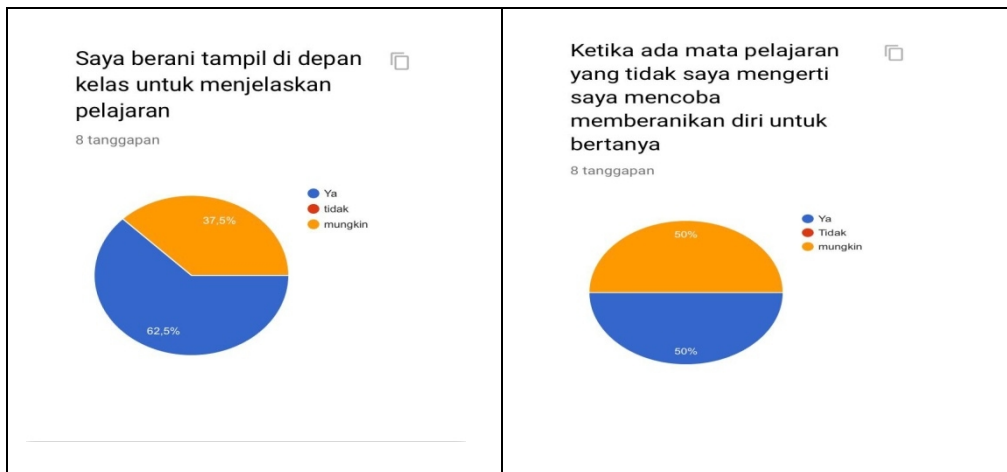 Saya berani tampil di depan
kelas untuk menjelaskan
pelajaran
8 tanggapan
Ya
tidak
mungkin
37,5%
62,5%
Ketika ada mata pelajaran
yang tidak saya mengerti
saya mencoba
memberanikan diri untuk
bertanya
8 tanggapan
Ya
Tidak
mungkin
50%
50%